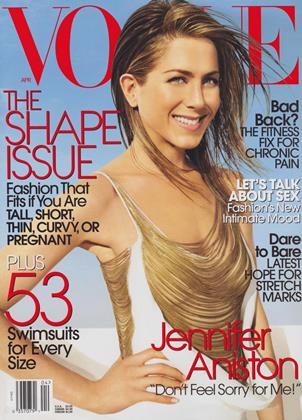 VOGUE
APR
THE
SHAPE
ISSUE
Fashion That
Fits if You Are
TALL, SHORT,
THIN, CURVY, OR
PREGNANT
PLUS
53
Swimsuits
for Every
Size
Bad
Back?
THE FITNESS
FIX FOR
CHRONIC
PAIN
LET'S TALK
ABOUT SEX
Fashion's New
Intimate Mood
Dare
to Bare
LATEST
HOPE FOR
STRETCH
MARKS
Jennifer
Aniston
"Don't Feel Sorry for Me!"